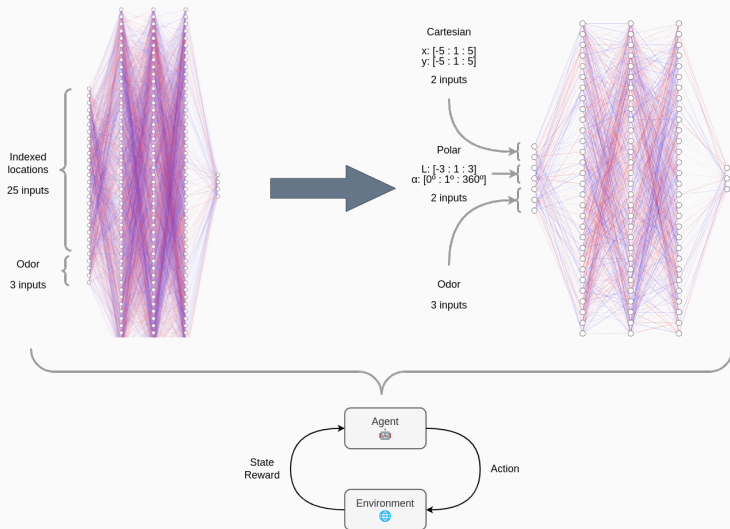 Indexed
locations
25 inputs
Odor
3 inputs
Cartesian
x: [-5 : 1 : 5]
y: [-5 : 1 : 5]
2 inputs
Polar
L: [-3 : 1 : 3]
α: [0º : 1º : 360º]
2 inputs
Odor
3 inputs
Agent
State
Reward
Action
Environment